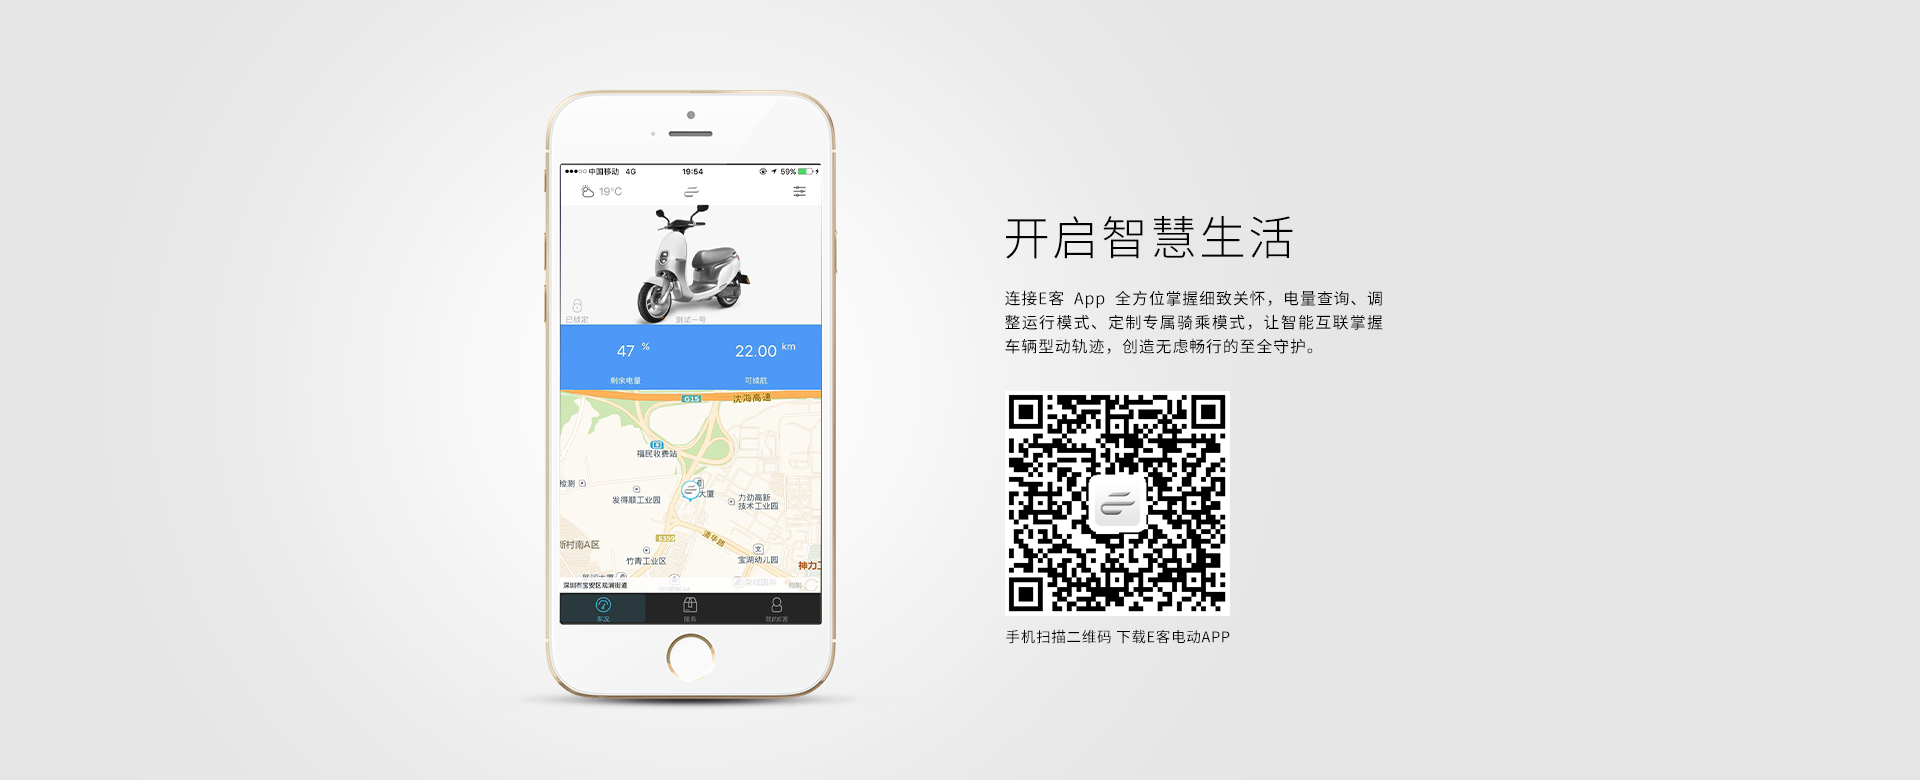 中国移动 4G 19:54 59%
19°C
已锁定
测试一号
47 % 22.00 km
剩余电量 可续航
G15 沈海高速
福民收费站
检测
发得顺工业园
大厦
力劲高新
技术工业园
S359 清华路
新村南A区
竹青工业区
宝湖幼儿园
神力工
深圳市宝安区观澜街道
车况 服务 我的E客
开启智慧生活
连接E客 App 全方位掌握细致关怀，电量查询、调
整运行模式、定制专属骑乘模式，让智能互联掌握
车辆型动轨迹，创造无虑畅行的至全守护。
手机扫描二维码 下载E客电动APP